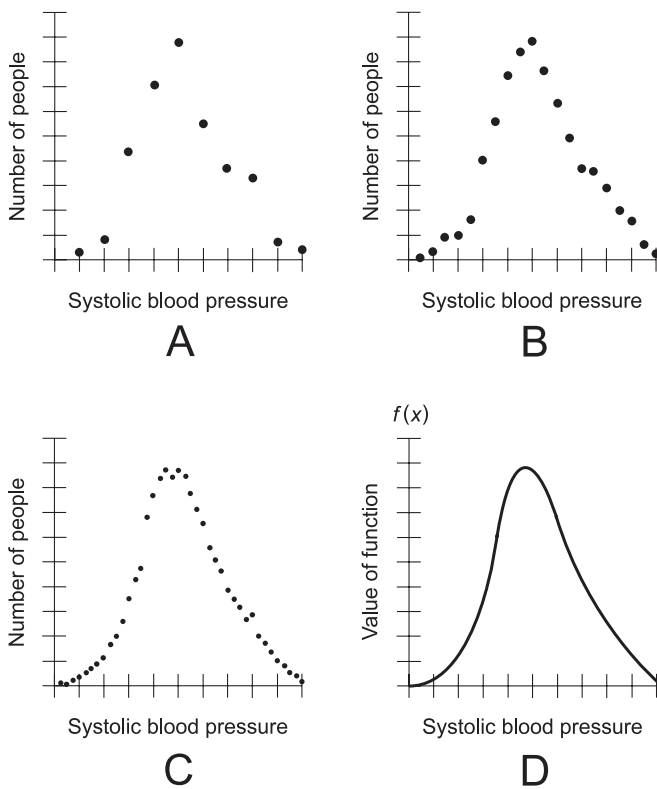 Number of people
Systolic blood pressure
A
Number of people
Systolic blood pressure
B
Number of people
Systolic blood pressure
C
f(x)
Value of function
Systolic blood pressure
D